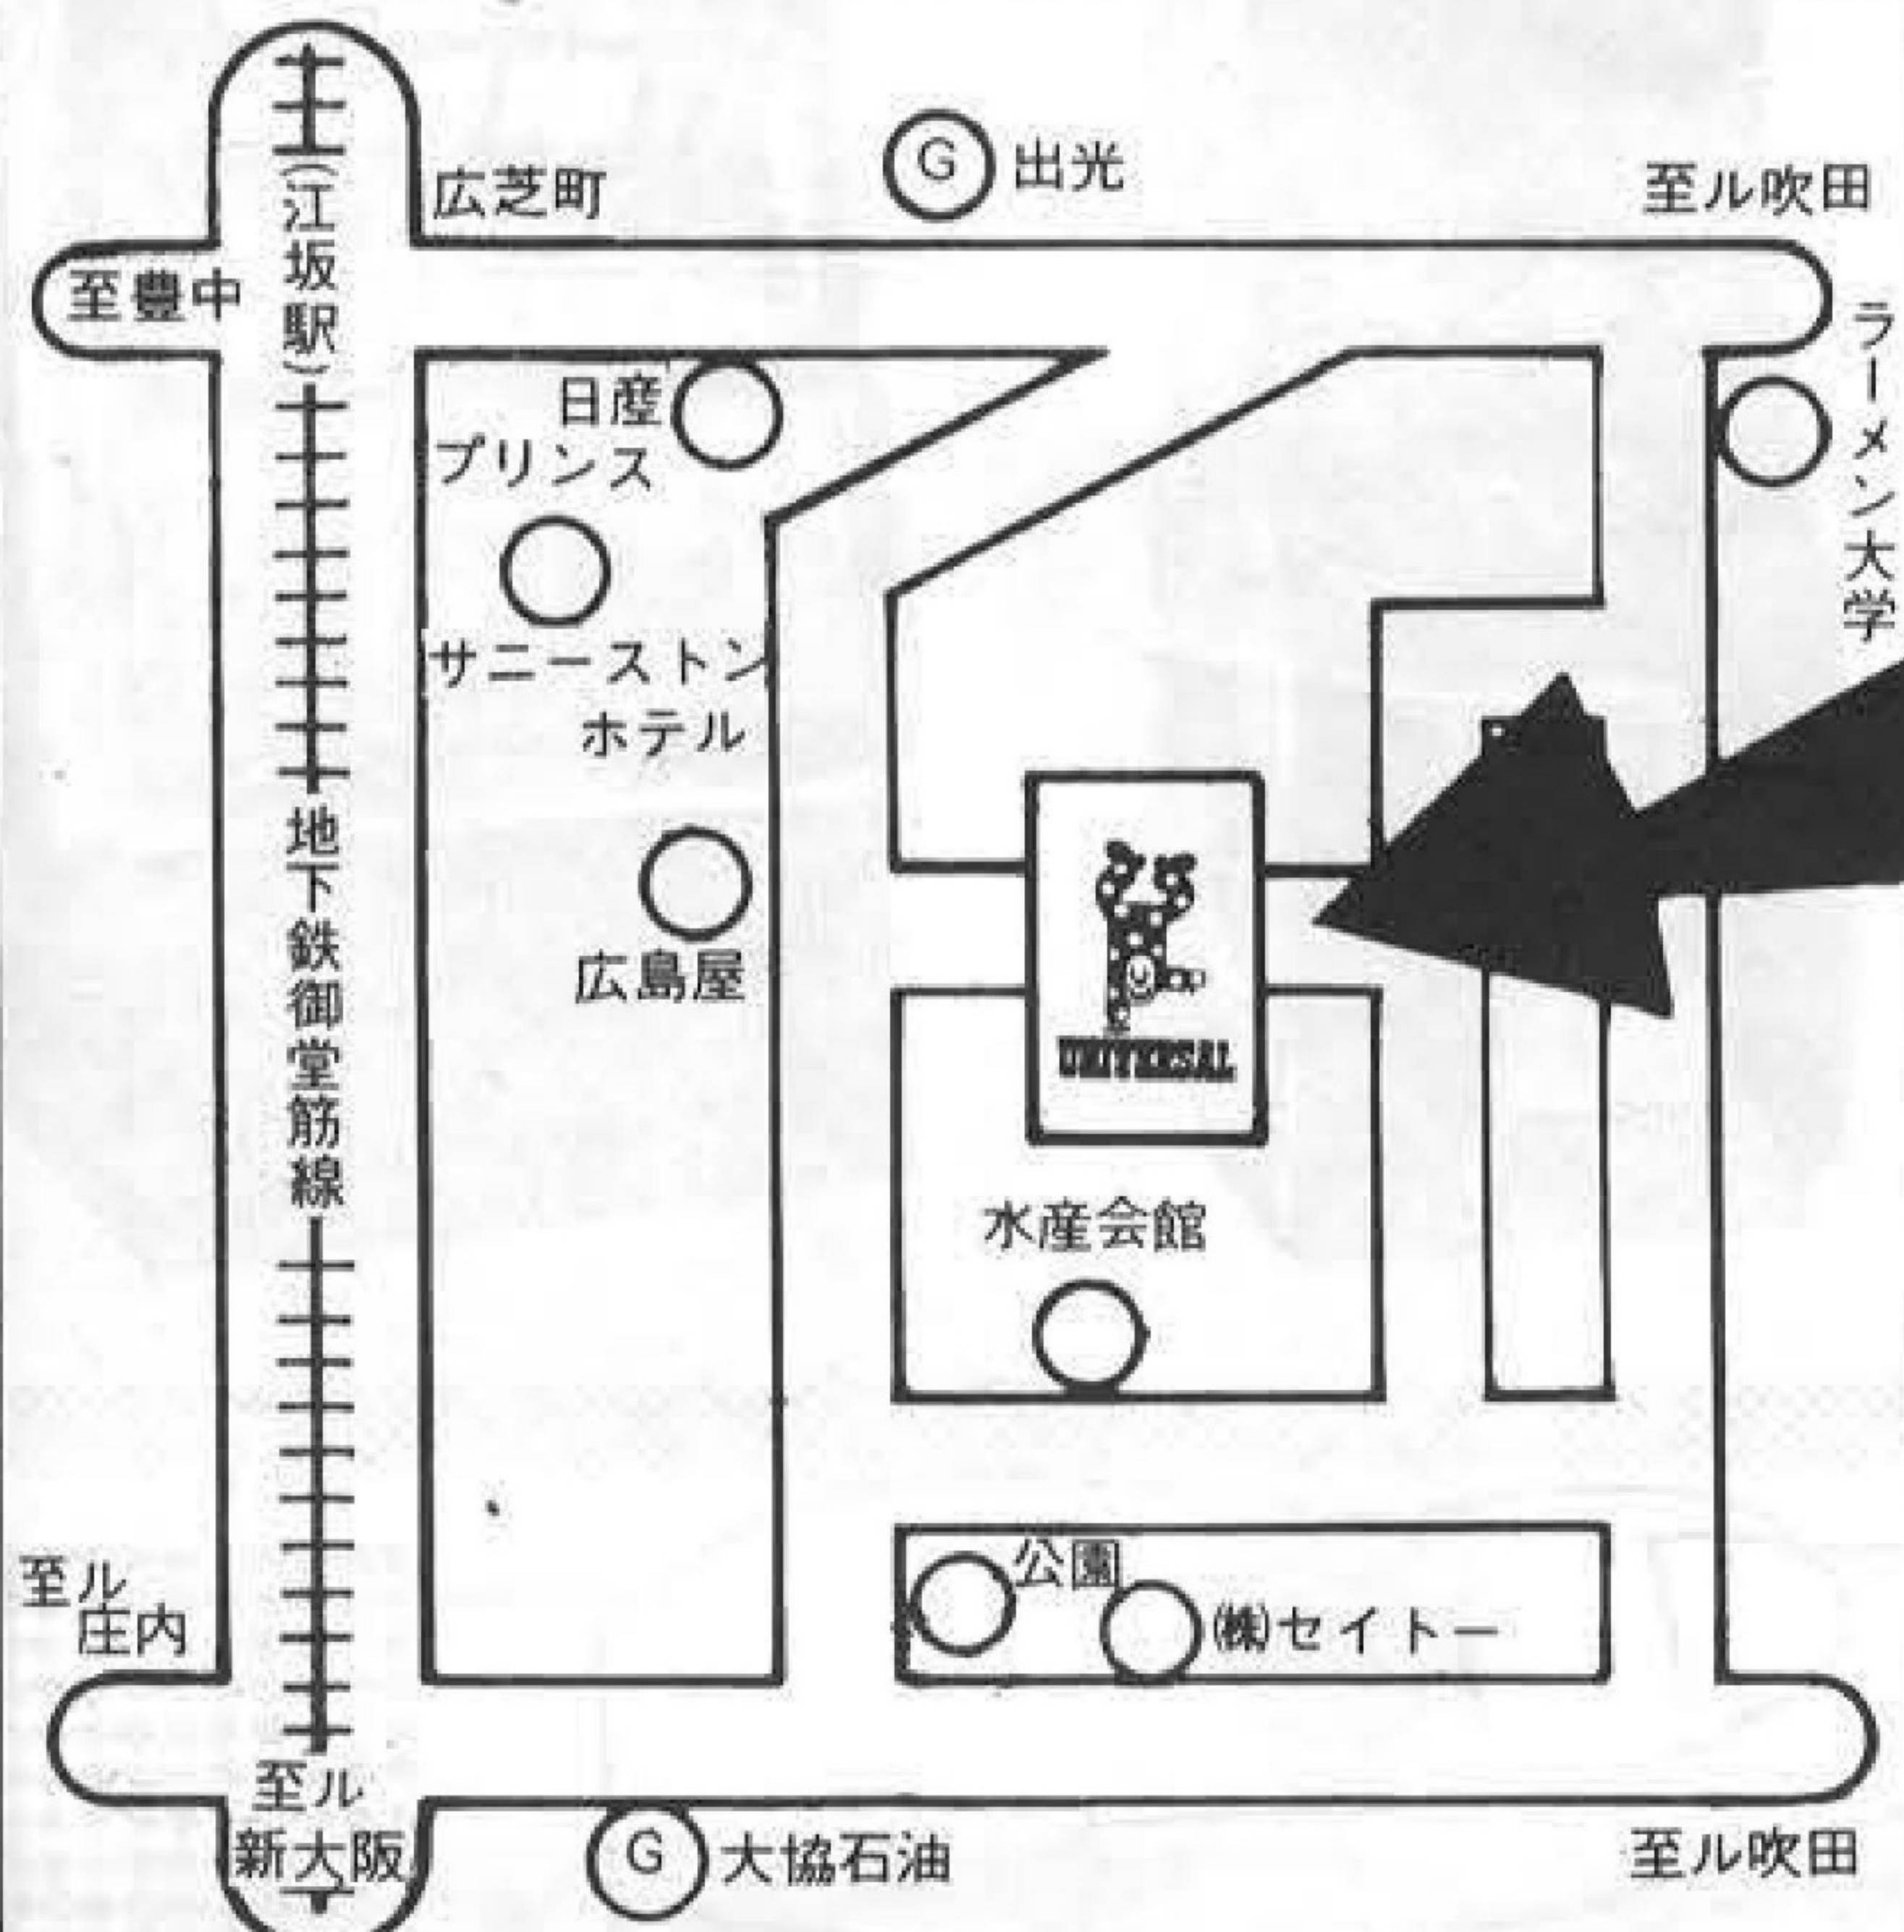 G 出光
広芝町
至ル吹田
(江坂駅)
至豊中
ラーメン大学
日産
プリンス
サニーストン
ホテル
広島屋
地下鉄御堂筋線
UNIVERSAL
水産会館
公園
㈱セイトー
至ル
庄内
至ル
新大阪
G 大協石油
至ル吹田